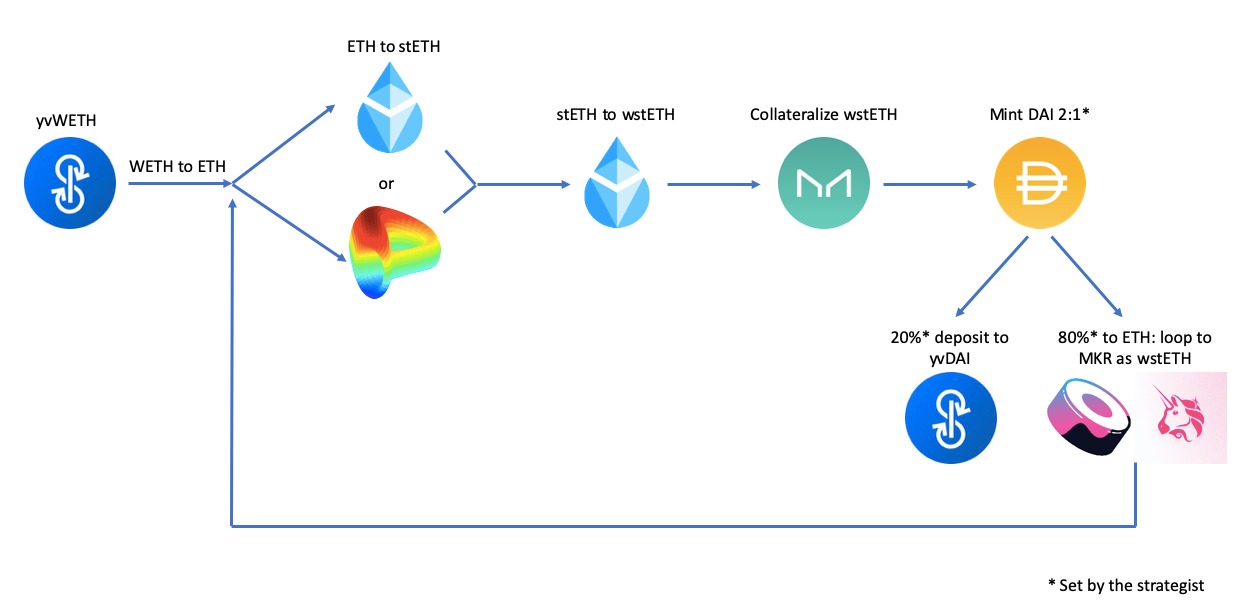 ETH to stETH
yvWETH
WETH to ETH
or
stETH to wstETH
Collateralize wstETH
Mint DAI 2:1*
20%* deposit to
yvDAI
80%* to ETH: loop to
MKR as wstETH
* Set by the strategist